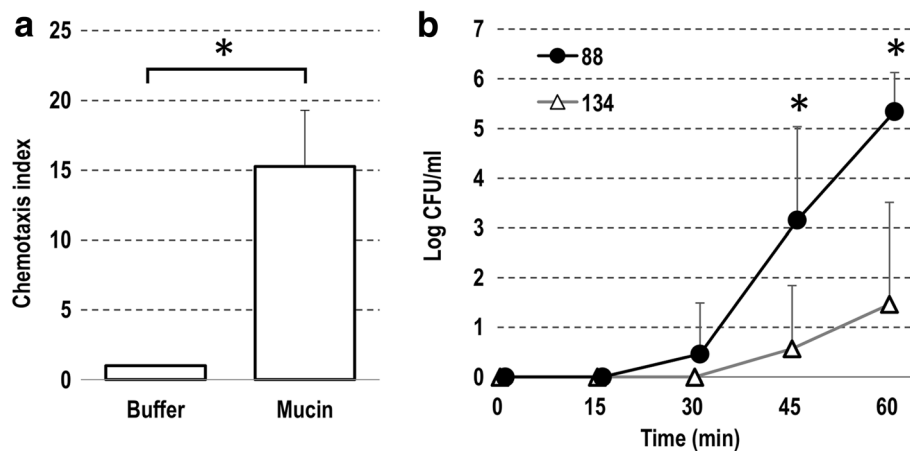 a
25
20
15
10
5
0
Chemotaxis index
*
Buffer Mucin
b
7
6
5
4
3
2
1
0
Log CFU/ml
88
134
* *
0 15 30 45 60
Time (min)